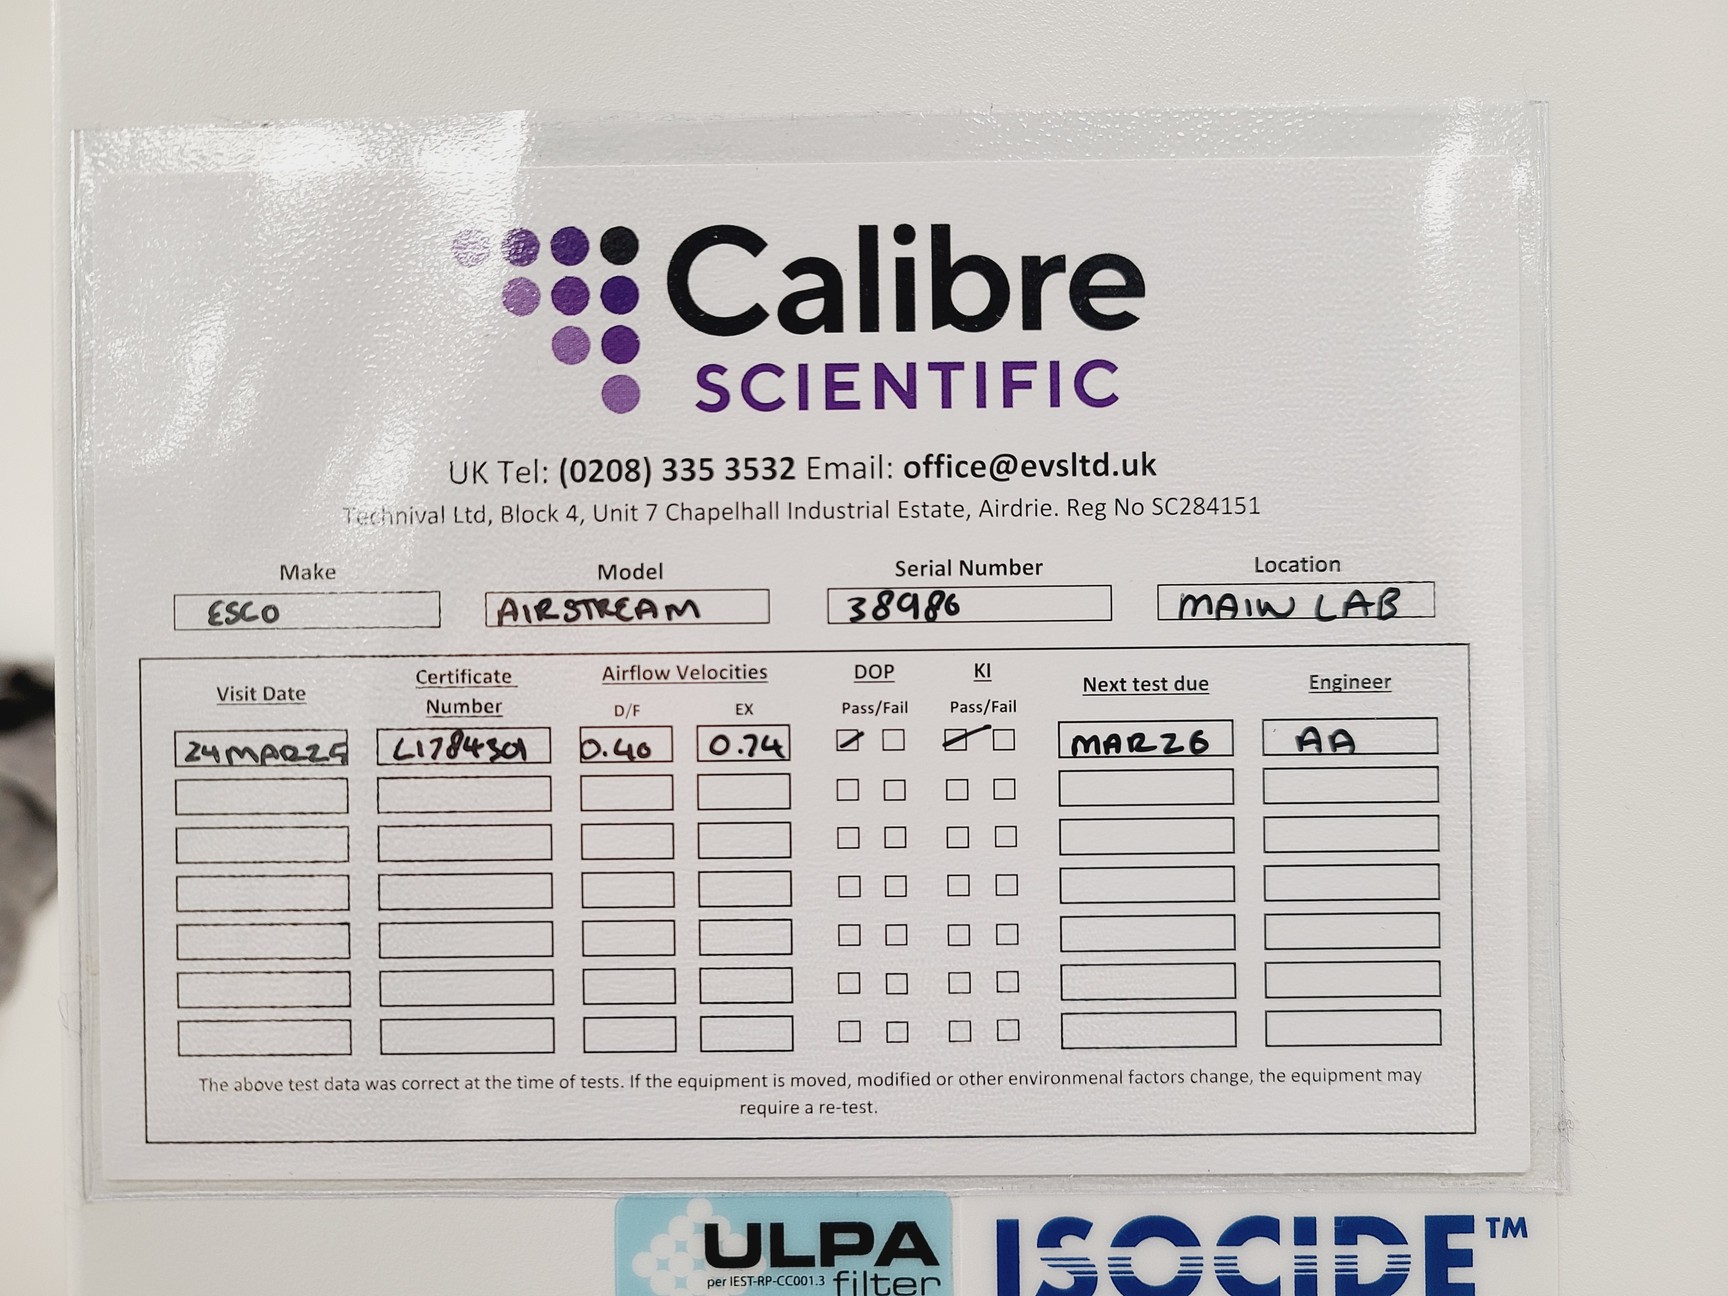 Calibre
SCIENTIFIC
UK Tel: (0208) 335 3532 Email: office@evsltd.uk
Technival Ltd, Block 4, Unit 7 Chapelhall Industrial Estate, Airdrie. Reg No SC284151
Make Model Serial Number Location
ESCO AIRSTREAM 38986 MAIN LAB
Visit Date Certificate Number Airflow Velocities DOP KI Next test due Engineer
D/F EX Pass/Fail Pass/Fail
24MAR25 L1784301 0.40 0.74 MAR26 AA
The above test data was correct at the time of tests. If the equipment is moved, modified or other environmenal factors change, the equipment may
require a re-test.
ULPA
per IEST-RP-CC001.3 filter
ISOCIDE™